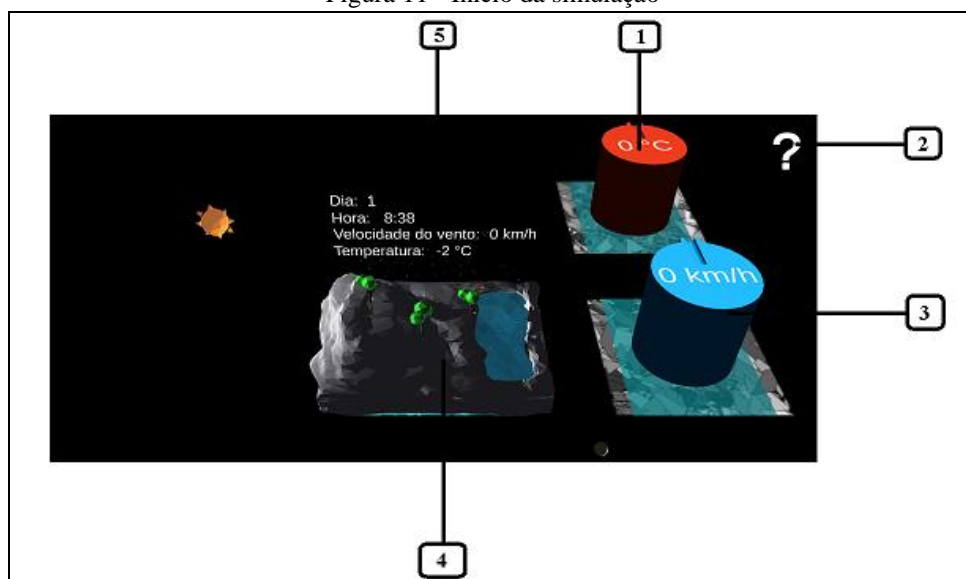 Figura 11 - Início da simulação
5
1
0 °C
?
2
Dia: 1
Hora: 8:38
Velocidade do vento: 0 km/h
Temperatura: -2 °C
0 km/h
3
4